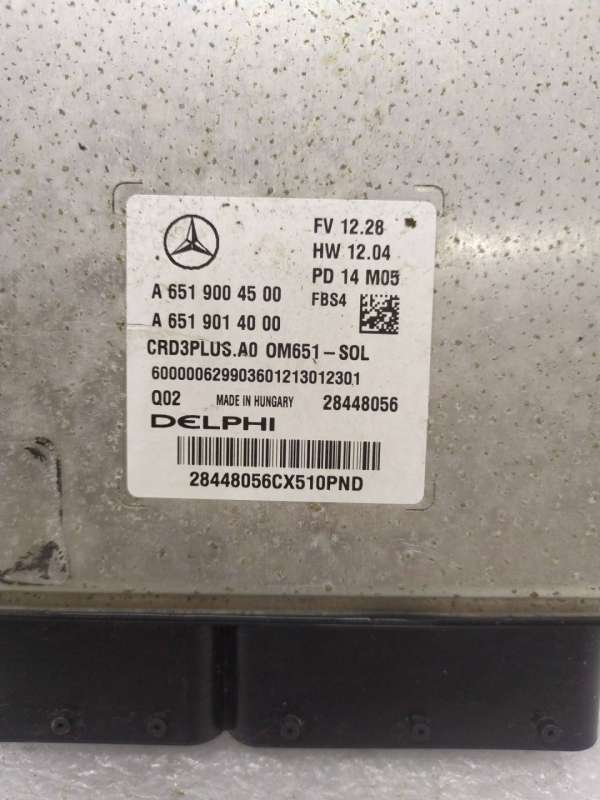 FV 12.28
HW 12.04
PD 14 M05
A 651 900 45 00
FBS4
A 651 901 40 00
CRD3PLUS.A0 OM651-SOL
600000629903601213012301
Q02 MADE IN HUNGARY 28448056
DELPHI
28448056CX510PND